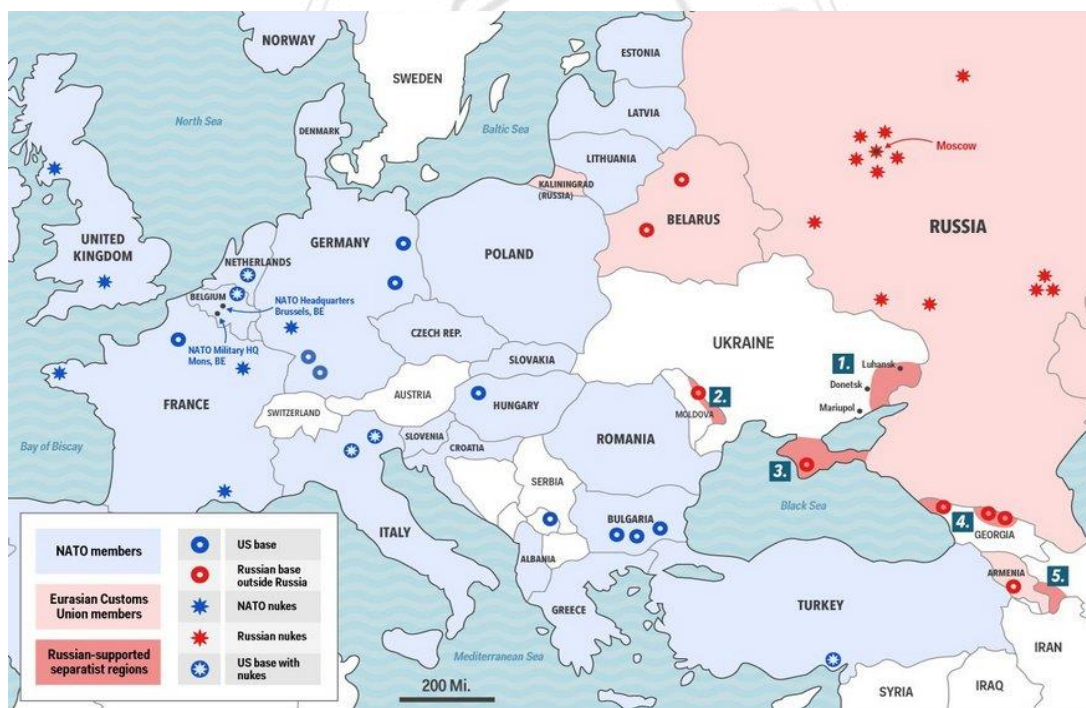 NORWAY
SWEDEN
ESTONIA
North Sea
Baltic Sea
LATVIA
DENMARK
LITHUANIA
Moscow
KALININGRAD
(RUSSIA)
BELARUS
RUSSIA
UNITED
KINGDOM
GERMANY
NETHERLANDS
POLAND
BELGIUM
NATO Headquarters
Brussels, BE
NATO Military HQ
Mons, BE
CZECH REP.
UKRAINE
SLOVAKIA
1.
Luhansk
Donetsk
Mariupol
FRANCE
AUSTRIA
SWITZERLAND
HUNGARY
2.
MOLDOVA
SLOVENIA
CROATIA
ROMANIA
Bay of Biscay
SERBIA
3.
Black Sea
ITALY
BULGARIA
4.
GEORGIA
ALBANIA
ARMENIA
5.
GREECE
TURKEY
IRAN
Mediterranean Sea
SYRIA
IRAQ
NATO members
Eurasian Customs
Union members
Russian-supported
separatist regions
US base
Russian base
outside Russia
NATO nukes
Russian nukes
US base with
nukes
200 Mi.